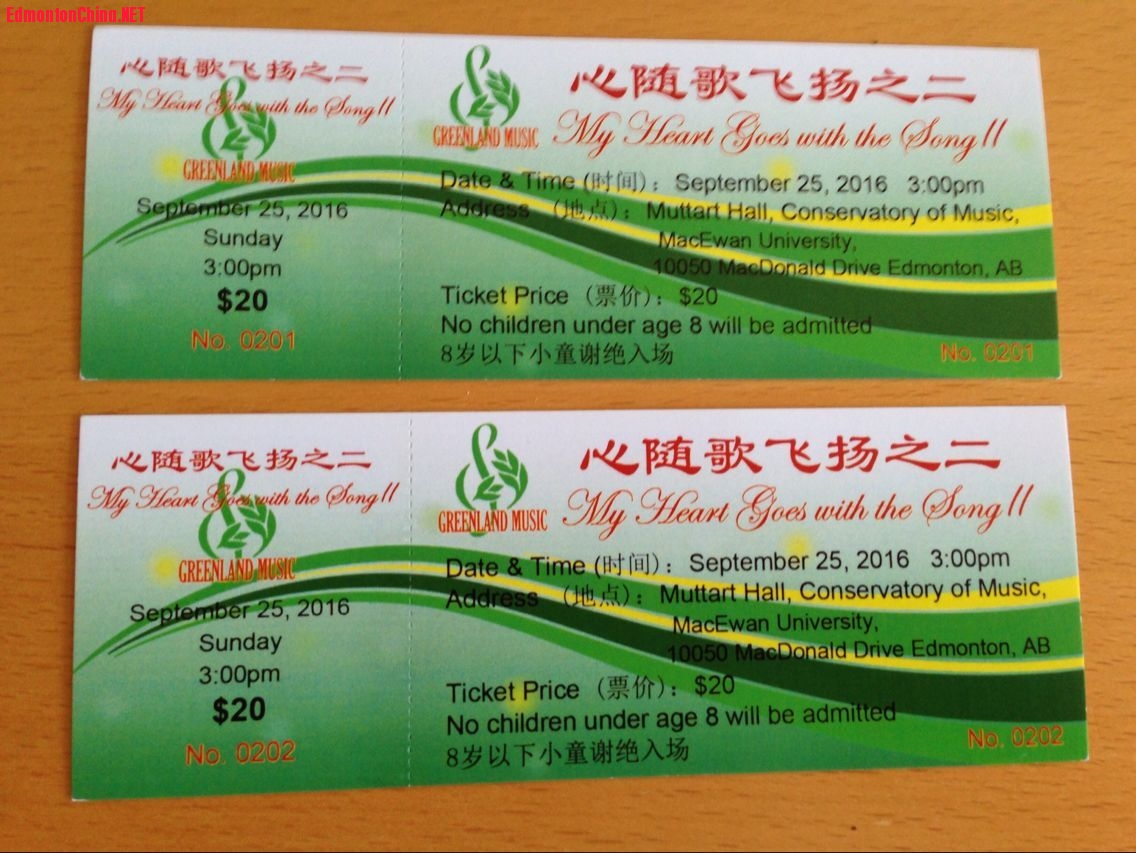 EdmontonChina.NET
心随歌飞扬之二
My Heart Goes with the Song II
GREENLAND MUSIC
September 25, 2016
Sunday
3:00pm
$20
No. 0201
GREENLAND MUSIC
心随歌飞扬之二
My Heart Goes with the Song II
Date & Time (时间): September 25, 2016 3:00pm
Address (地点): Muttart Hall, Conservatory of Music,
MacEwan University,
10050 MacDonald Drive Edmonton, AB
Ticket Price (票价): $20
No children under age 8 will be admitted
8岁以下小童谢绝入场
No. 0201
心随歌飞扬之二
My Heart Goes with the Song II
GREENLAND MUSIC
September 25, 2016
Sunday
3:00pm
$20
No. 0202
GREENLAND MUSIC
心随歌飞扬之二
My Heart Goes with the Song II
Date & Time (时间): September 25, 2016 3:00pm
Address (地点): Muttart Hall, Conservatory of Music,
MacEwan University,
10050 MacDonald Drive Edmonton, AB
Ticket Price (票价): $20
No children under age 8 will be admitted
8岁以下小童谢绝入场
No. 0202